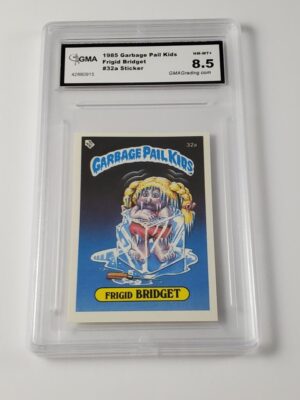 GMA
42680915
1985 Garbage Pail Kids
Frigid Bridget
#32a Sticker
NM-MT+
8.5
GMAGrading.com
32a
GARBAGE PAIL KIDS
FRIGID BRIDGET